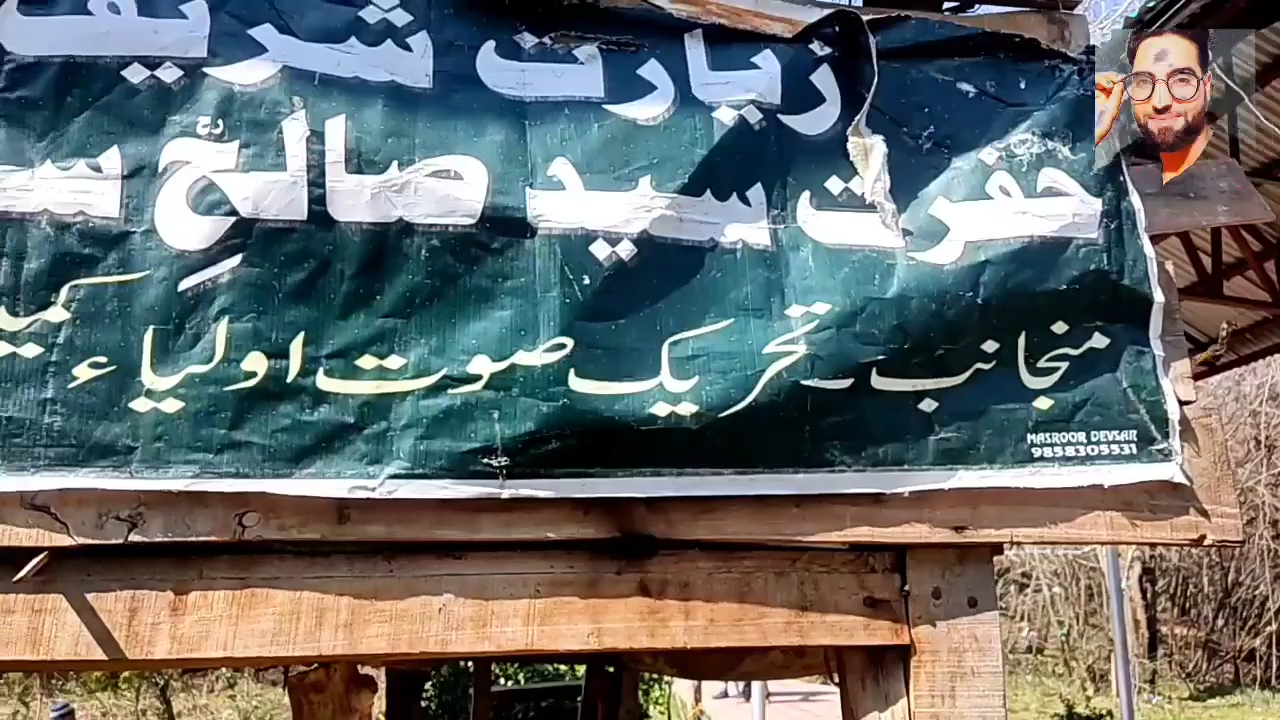 زیارت شریف
حضرت سید صالح
منجانب ۔ تحریک صوت اولیاء
MASROOR DEVSAR
9858305531